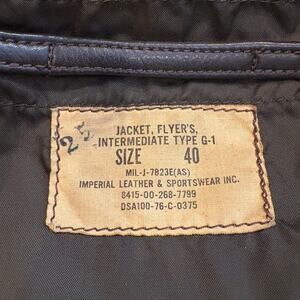 25
JACKET, FLYER'S,
INTERMEDIATE TYPE G-1
SIZE 40
MIL-J-7823E(AS)
IMPERIAL LEATHER & SPORTSWEAR INC.
8415-00-268-7799
DSA100-76-C-0375